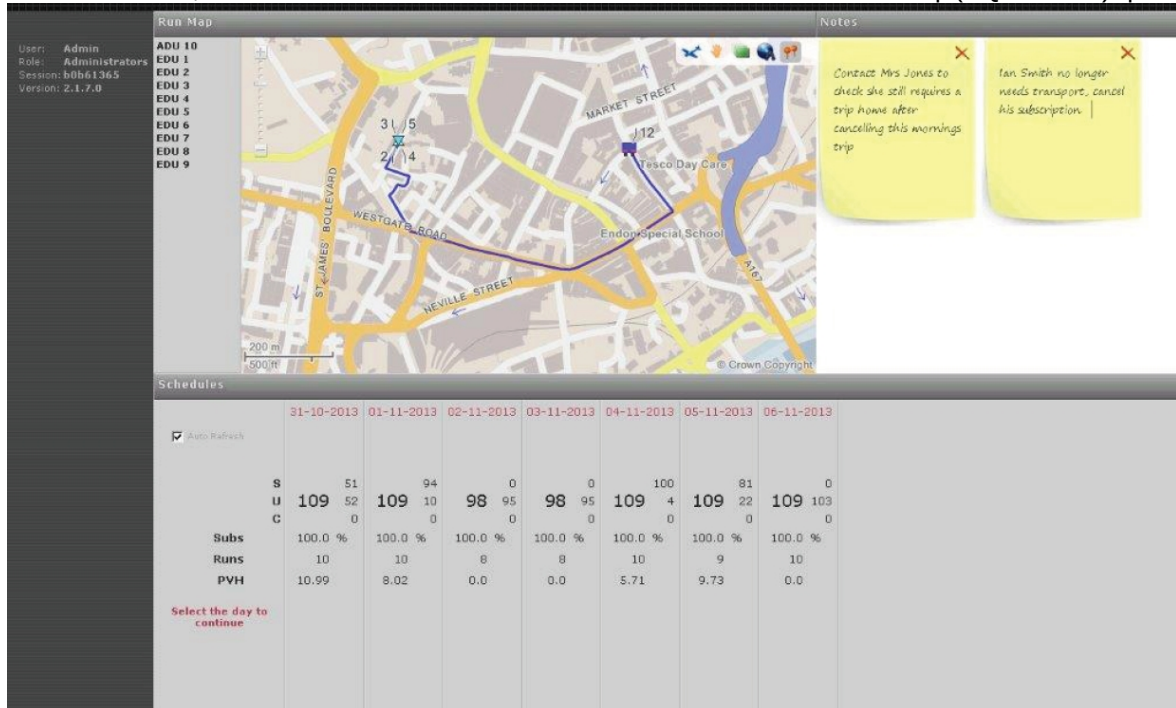 Run Map
Notes
User: Admin
Role: Administrators
Session: b0b61365
Version: 2.1.7.0
ADU 10
EDU 1
EDU 2
EDU 3
EDU 4
EDU 5
EDU 6
EDU 7
EDU 8
EDU 9
MARKET STREET
3 5
2 4
112
Tesco Day Care
ST. JAMES' BOULEVARD
WESTGATE ROAD
Endon Special School
NEVILLE STREET
A167
200 m
500 ft
© Crown Copyright
Contact Mrs Jones to
check she still requires a
trip home after
cancelling this mornings
trip
Ian Smith no longer
needs transport, cancel
his subscription.
Schedules
31-10-2013 01-11-2013 02-11-2013 03-11-2013 04-11-2013 05-11-2013 06-11-2013
Auto Refresh
S 51 94 0 0 100 81 0
U 109 52 109 10 98 95 98 95 109 4 109 22 109 103
C 0 0 0 0 0 0 0
Subs 100.0 % 100.0 % 100.0 % 100.0 % 100.0 % 100.0 % 100.0 %
Runs 10 10 8 8 10 9 10
PVH 10.99 8.02 0.0 0.0 5.71 9.73 0.0
Select the day to
continue